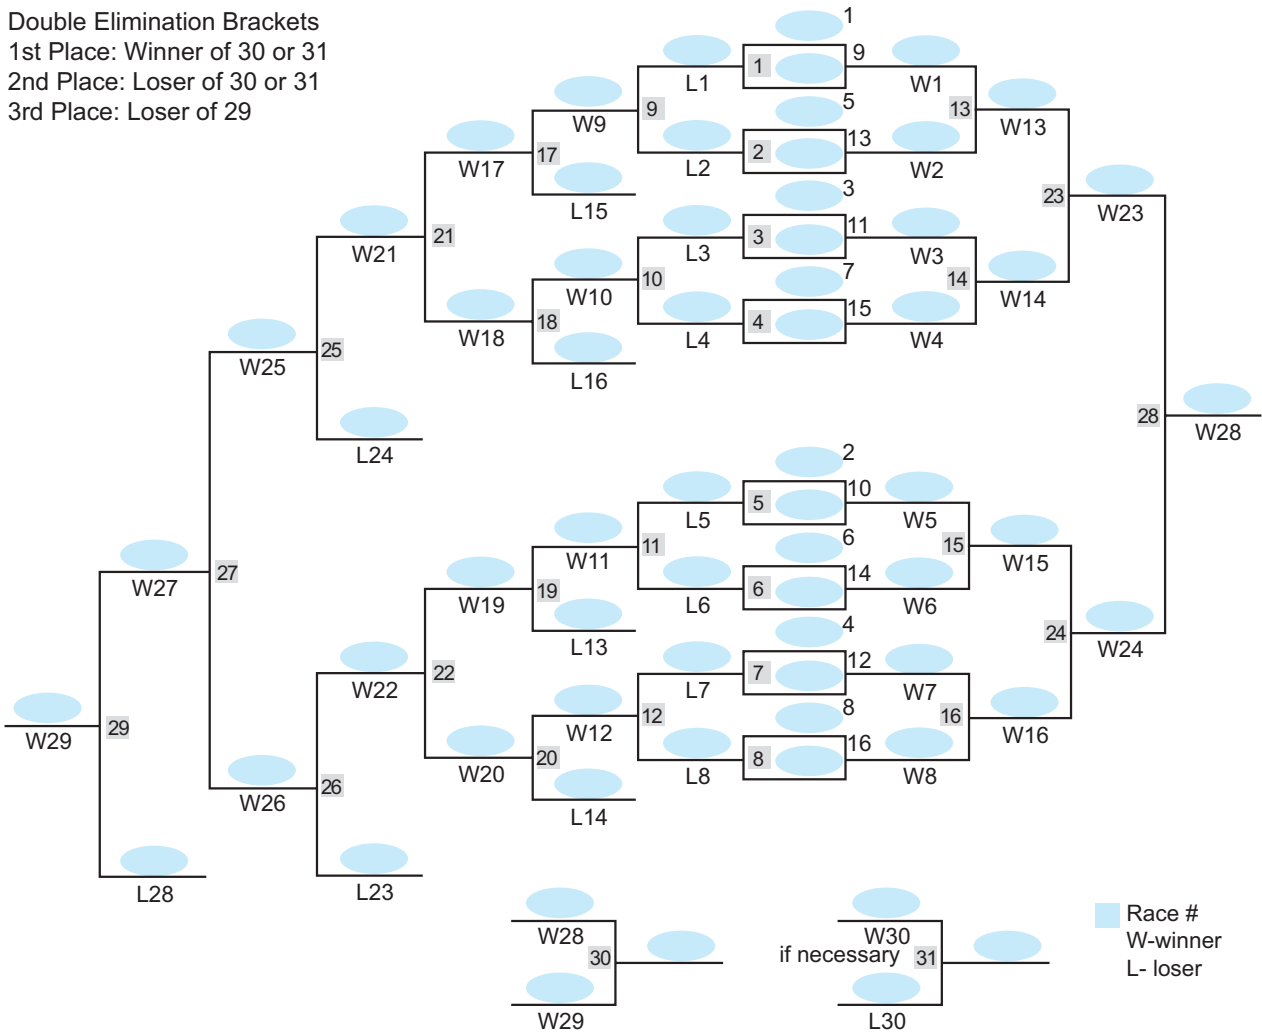 Double Elimination Brackets
1st Place: Winner of 30 or 31
2nd Place: Loser of 30 or 31
3rd Place: Loser of 29
1
L1 1 9 W1
W9 9 5 13 W13
W17 17 L2 2 13 W2
L15 3 23 W23
W21 21 L3 3 11 W3
W10 10 7 14 W14
W18 18 L4 4 15 W4
W25 25 L16
28 W28
L24 2
L5 5 10 W5
W11 11 6 15 W15
W27 27 W19 19 L6 6 14 W6
L13 4 24 W24
W22 22 L7 7 12 W7
W29 29 W12 12 8 16 W16
W20 20 L8 8 16 W8
W26 26 L14
L28 L23
W28 W30 Race #
30 if necessary 31 W-winner
L- loser
W29 L30